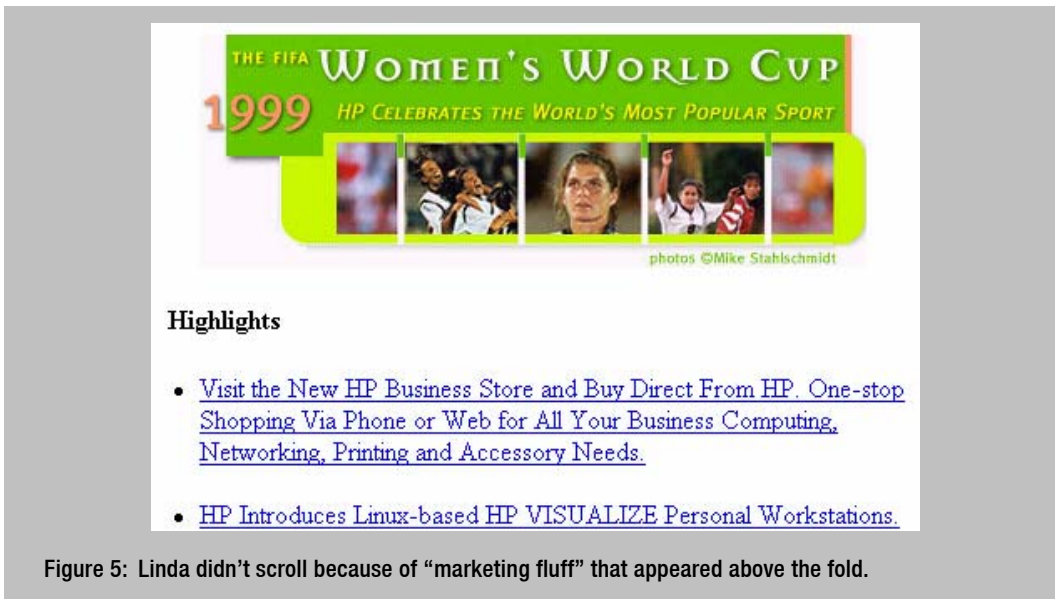 THE FIFA WOMEN'S WORLD CUP
1999 HP CELEBRATES THE WORLD'S MOST POPULAR SPORT
photos ©Mike Stahlschmidt
Highlights
• Visit the New HP Business Store and Buy Direct From HP. One-stop
Shopping Via Phone or Web for All Your Business Computing,
Networking, Printing and Accessory Needs.
• HP Introduces Linux-based HP VISUALIZE Personal Workstations.
Figure 5: Linda didn't scroll because of “marketing fluff” that appeared above the fold.